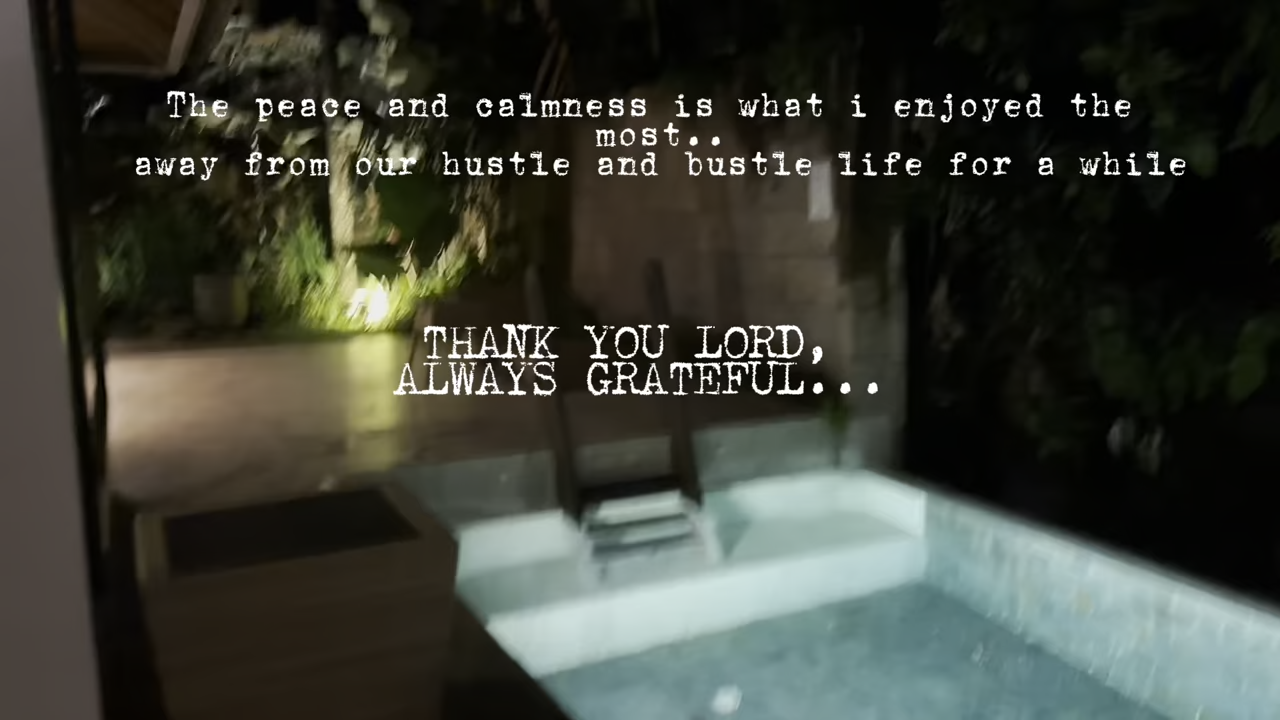 The peace and calmness is what i enjoyed the
most..
away from our hustle and bustle life for a while
THANK YOU LORD,
ALWAYS GRATEFUL...